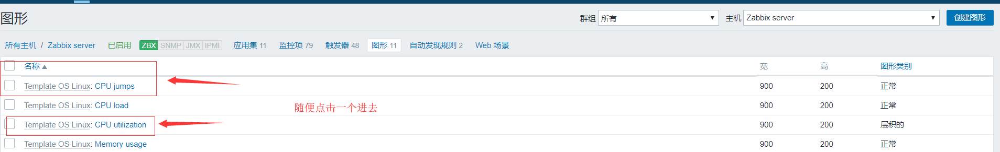 图形
群组 所有 主机 Zabbix server 创建图形
所有主机 / Zabbix server 已启用 ZBX SNMP JMX IPMI 应用集 11 监控项 79 触发器 48 图形 11 自动发现规则 2 Web 场景
名称 宽 高 图形类别
Template OS Linux: CPU jumps 900 200 正常
Template OS Linux: CPU load 900 200 正常
随便点击一个进去
Template OS Linux: CPU utilization 900 200 层积的
Template OS Linux: Memory usage 900 200 正常